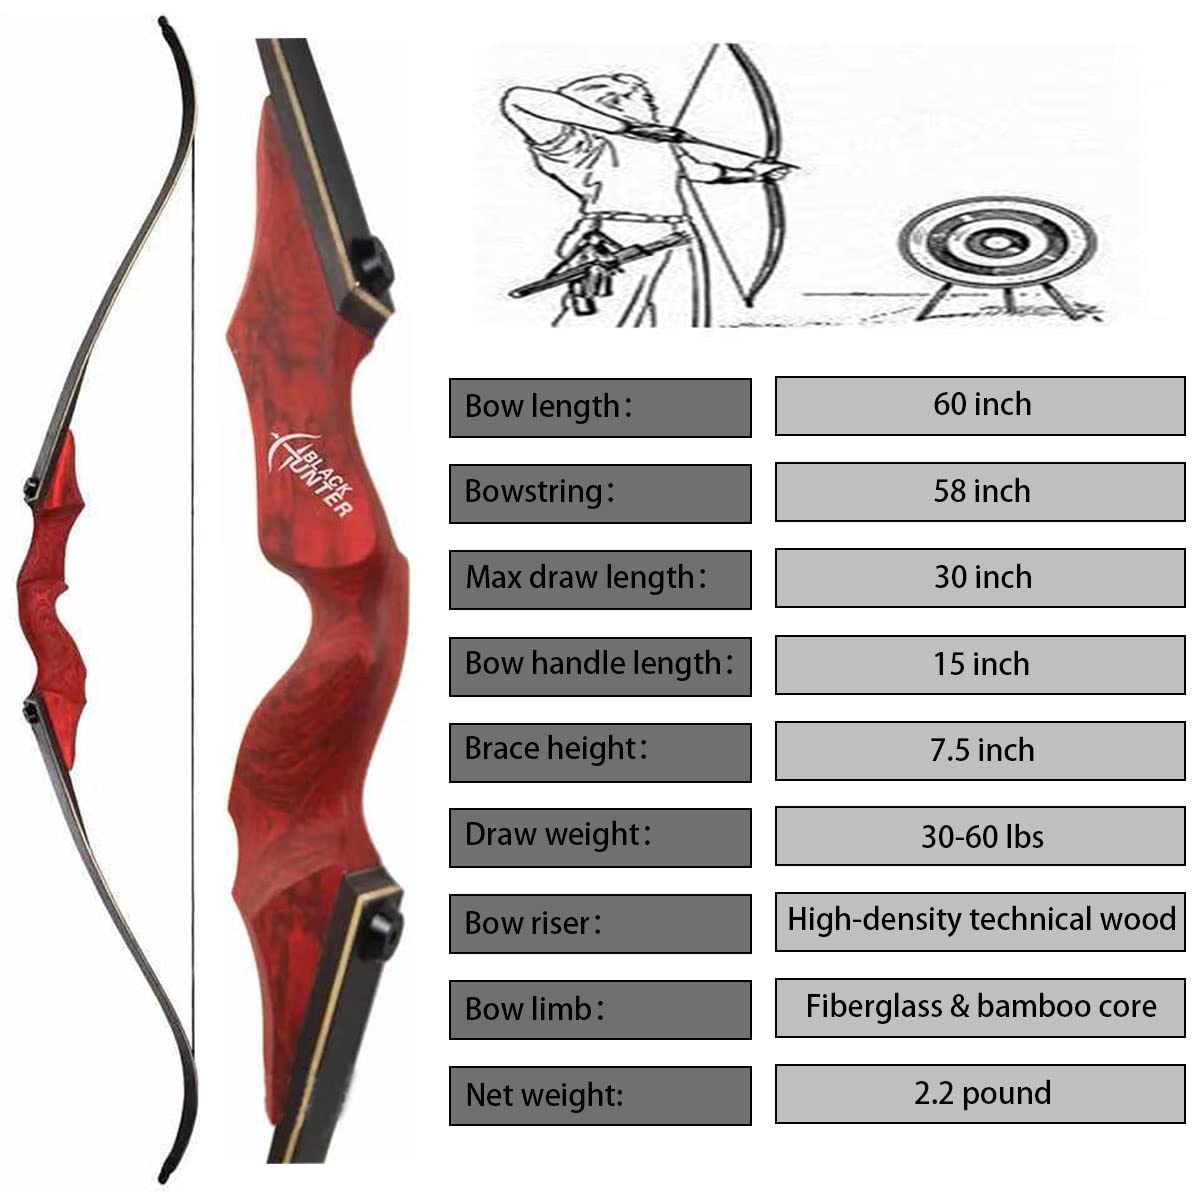 BLACK
HUNTER
Bow length: 60 inch
Bowstring: 58 inch
Max draw length: 30 inch
Bow handle length: 15 inch
Brace height: 7.5 inch
Draw weight: 30-60 lbs
Bow riser: High-density technical wood
Bow limb: Fiberglass & bamboo core
Net weight: 2.2 pound